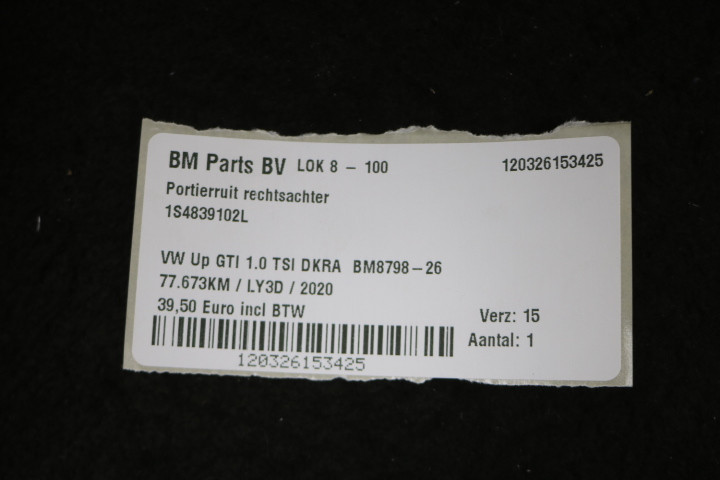 BM Parts BV LOK 8 – 100 120326153425
Portierruit rechtsachter
1S4839102L
VW Up GTI 1.0 TSI DKRA BM8798–26
77.673KM / LY3D / 2020
39,50 Euro incl BTW Verz: 15
Aantal: 1
120326153425